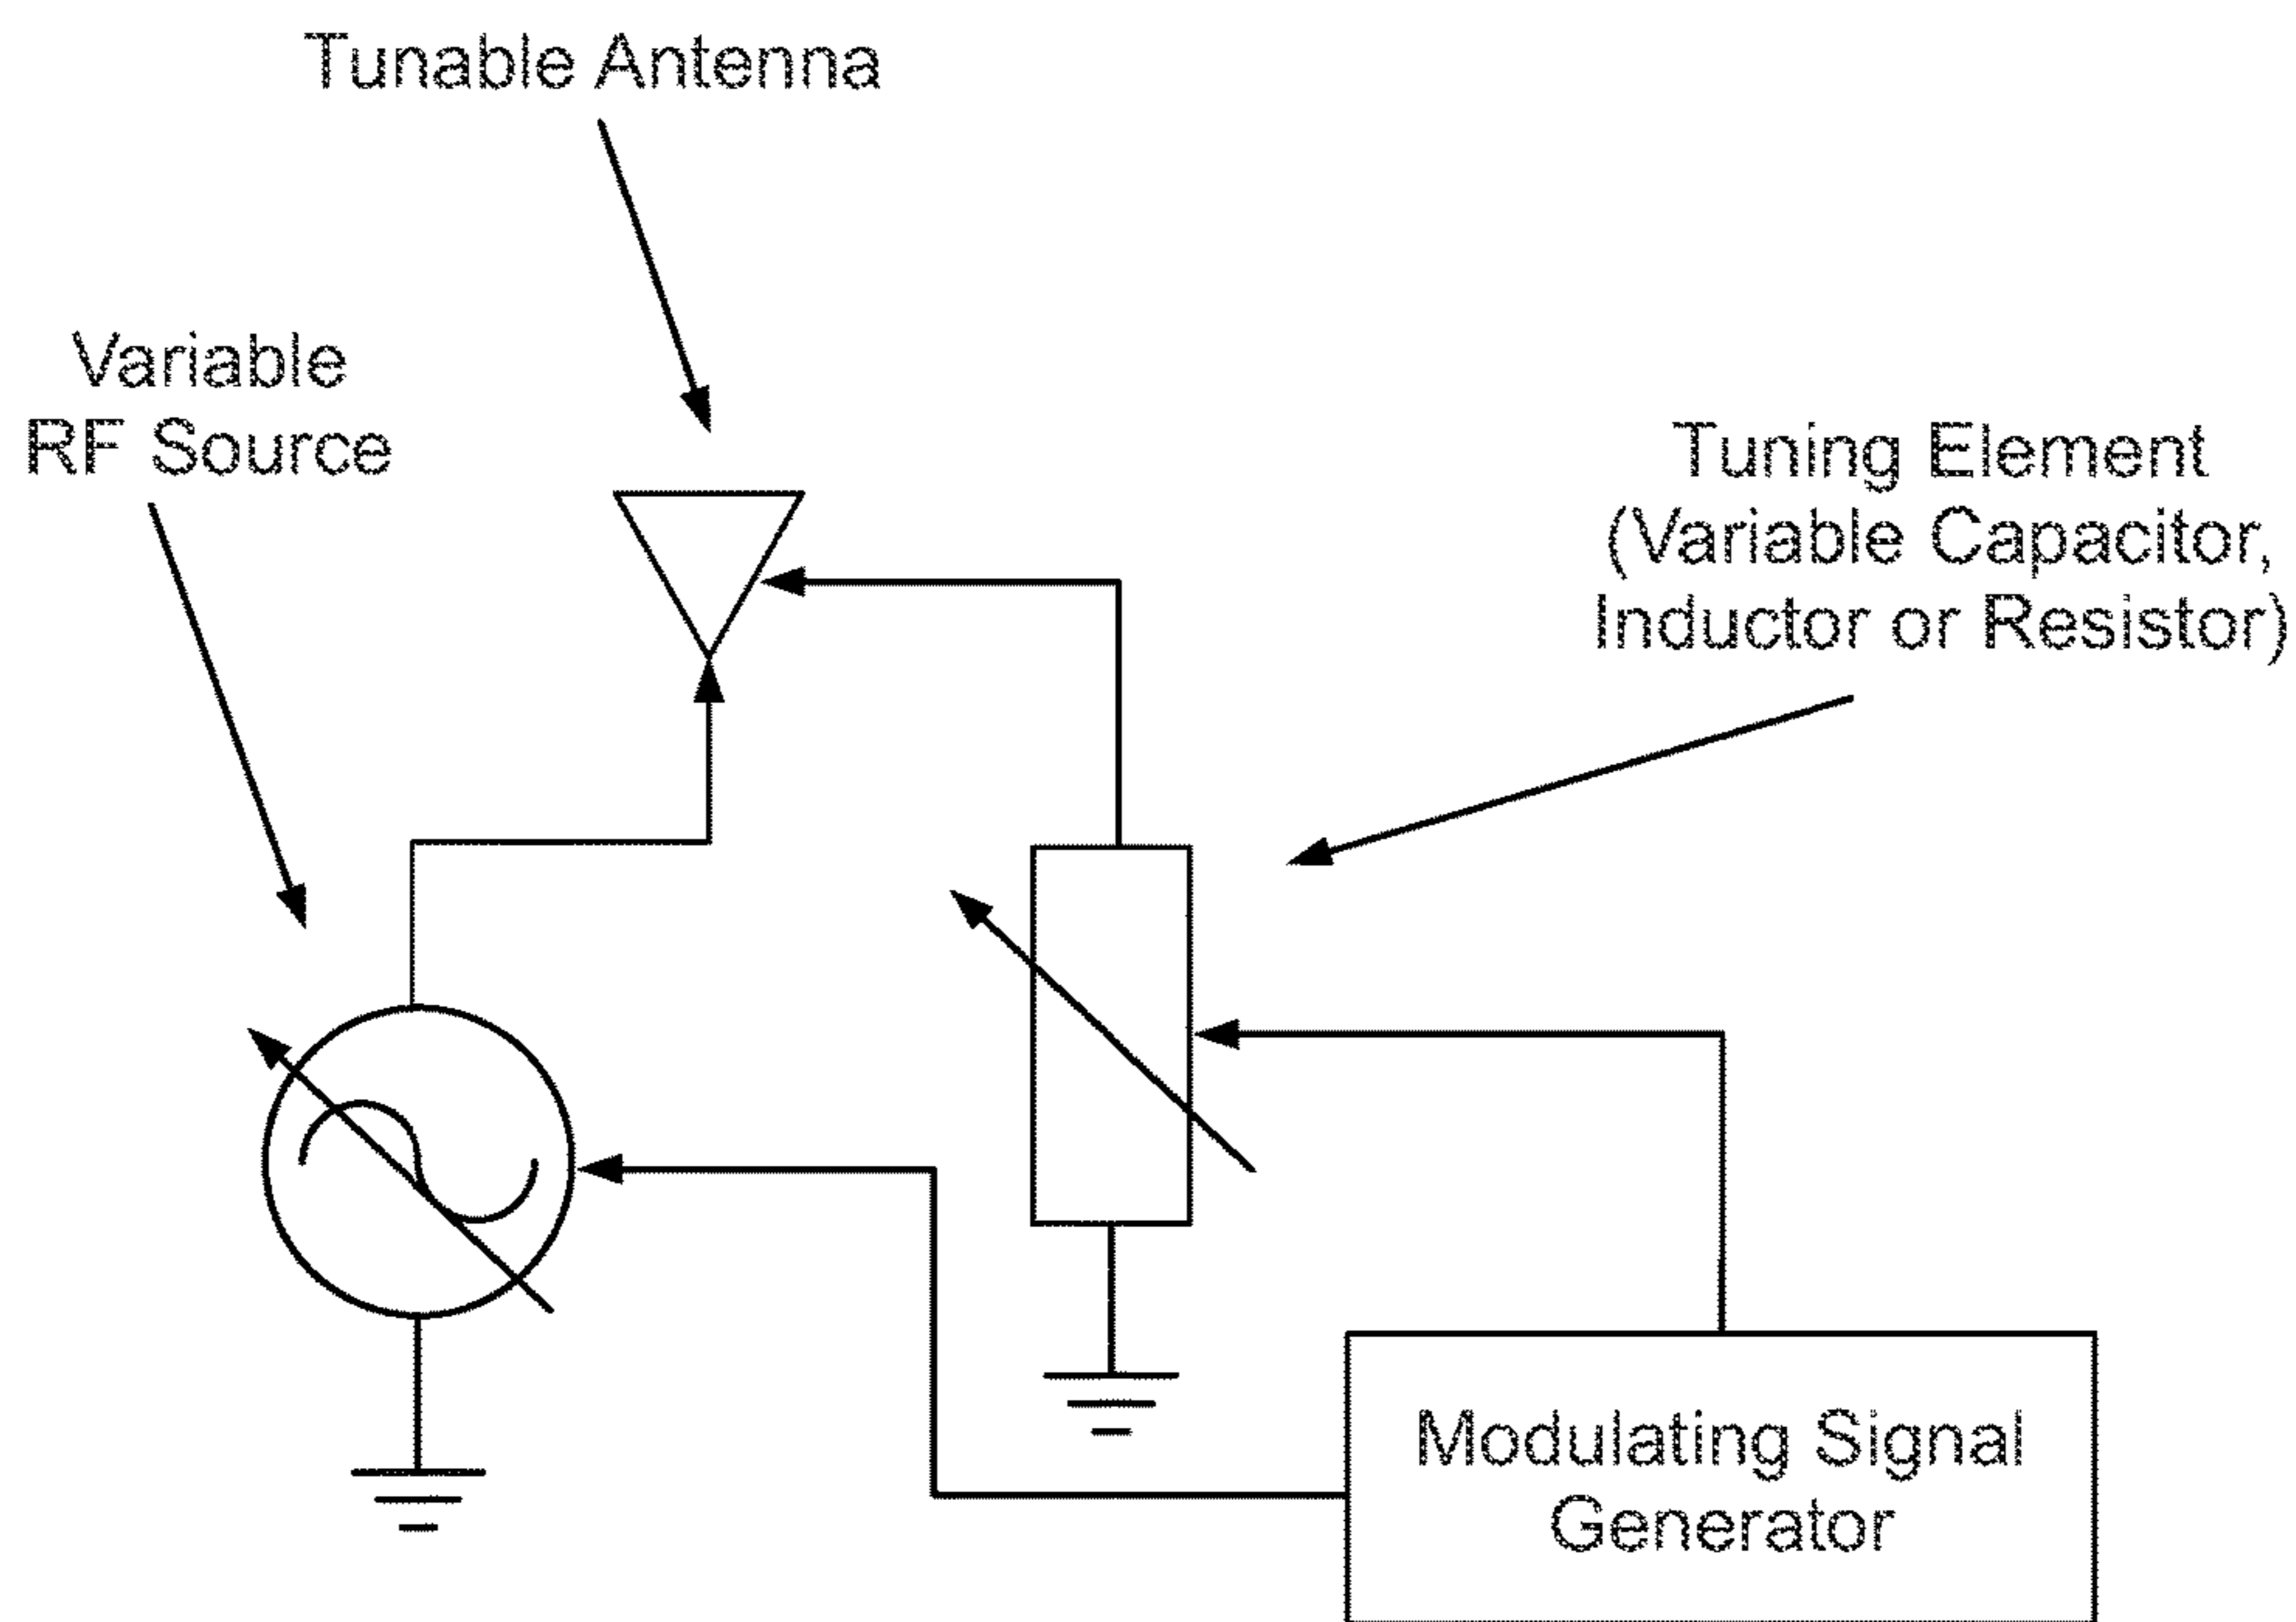 Tunable Antenna
Variable
RF Source
Tuning Element
(Variable Capacitor,
Inductor or Resistor)
Modulating Signal
Generator